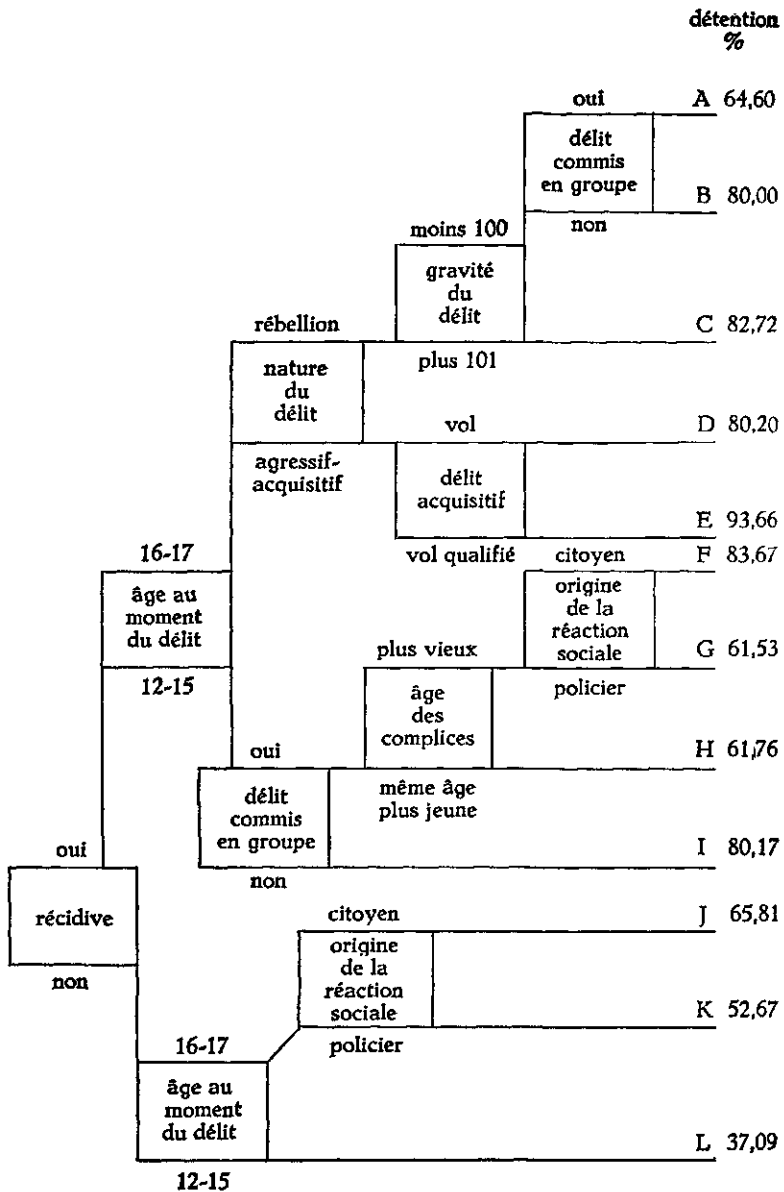 détention
%
oui
A 64,60
délit
commis
en groupe
B 80,00
non
moins 100
gravité
du
délit
rébellion
C 82,72
nature
du
délit
plus 101
vol
D 80,20
agressif-
acquisitif
délit
acquisitif
E 93,66
16-17
vol qualifié
citoyen
F 83,67
âge au
moment
du délit
origine
de la
réaction
sociale
plus vieux
G 61,53
12-15
policier
âge
des
complices
oui
H 61,76
délit
commis
en groupe
même âge
plus jeune
oui
I 80,17
non
récidive
citoyen
J 65,81
non
origine
de la
réaction
sociale
K 52,67
16-17
policier
âge au
moment
du délit
L 37,09
12-15